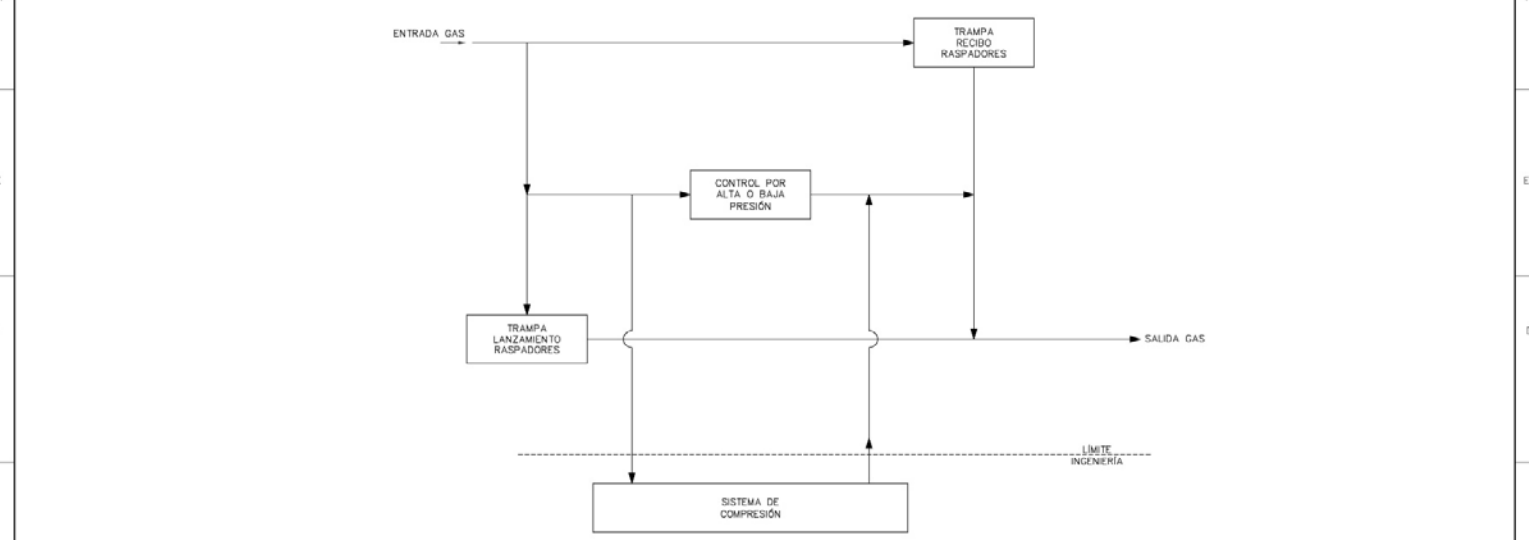 ENTRADA GAS
TRAMPA
RECIBO
RASPADORES
CONTROL POR
ALTA O BAJA
PRESIÓN
E
TRAMPA
LANZAMIENTO
RASPADORES
SALIDA GAS
LÍMITE
INGENIERÍA
SISTEMA DE
COMPRESIÓN